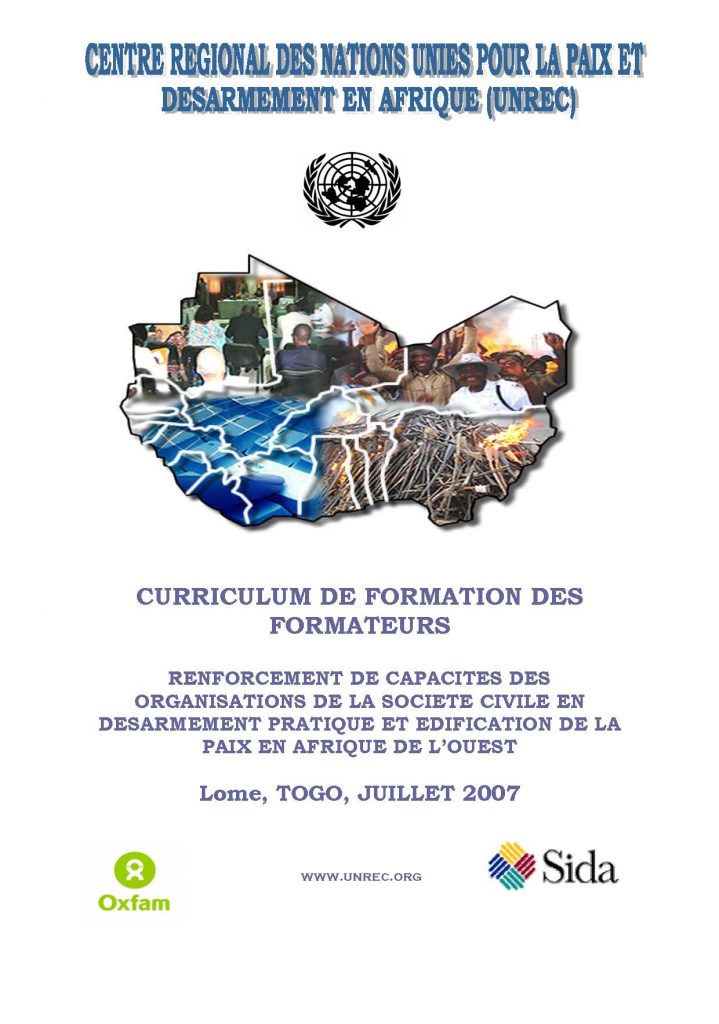 CENTRE REGIONAL DES NATIONS UNIES POUR LA PAIX ET
DESARMEMENT EN AFRIQUE (UNREC)
CURRICULUM DE FORMATION DES
FORMATEURS
RENFORCEMENT DE CAPACITES DES
ORGANISATIONS DE LA SOCIETE CIVILE EN
DESARMEMENT PRATIQUE ET EDIFICATION DE LA
PAIX EN AFRIQUE DE L'OUEST
Lome, TOGO, JUILLET 2007
Oxfam
WWW.UNREC.ORG
Sida